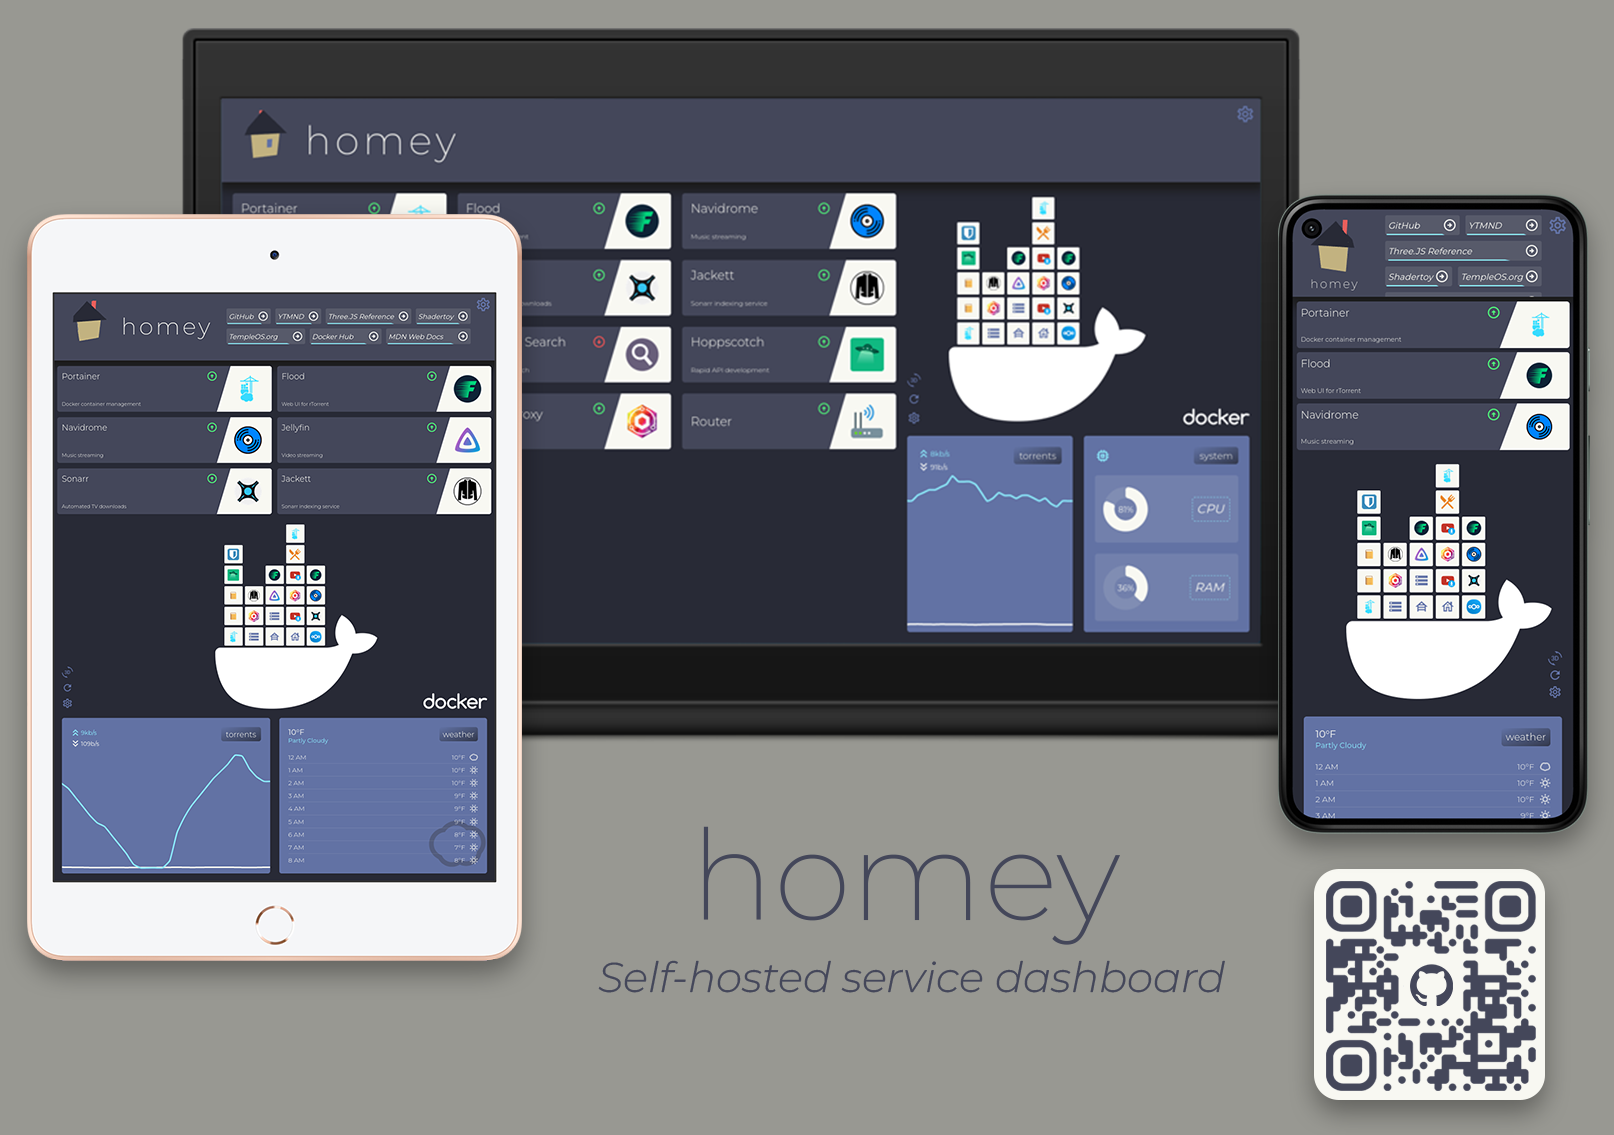 homey
Portainer
Flood
Navidrome
Music streaming
Jackett
Sonarr indexing service
Search
Hoppscotch
Rapid API development
oxy
Router
docker
8kb/s
91b/s
torrents
system
81%
CPU
36%
RAM
homey
GitHub
YTMND
Three.JS Reference
Shadertoy
TempleOS.org
Docker Hub
MDN Web Docs
Portainer
Docker container management
Flood
Web UI for rTorrent
Navidrome
Music streaming
Jellyfin
Video streaming
Sonarr
Automated TV downloads
Jackett
Sonarr indexing service
docker
9kb/s
109b/s
torrents
10°F
Partly Cloudy
weather
12 AM 10°F
1 AM 10°F
2 AM 10°F
3 AM 9°F
4 AM 9°F
5 AM 9°F
6 AM 8°F
7 AM 7°F
8 AM 8°F
homey
GitHub
YTMND
Three.JS Reference
Shadertoy
TempleOS.org
Portainer
Docker container management
Flood
Web UI for rTorrent
Navidrome
Music streaming
10°F
Partly Cloudy
weather
12 AM 10°F
1 AM 10°F
2 AM 10°F
3 AM 9°F
homey
Self-hosted service dashboard